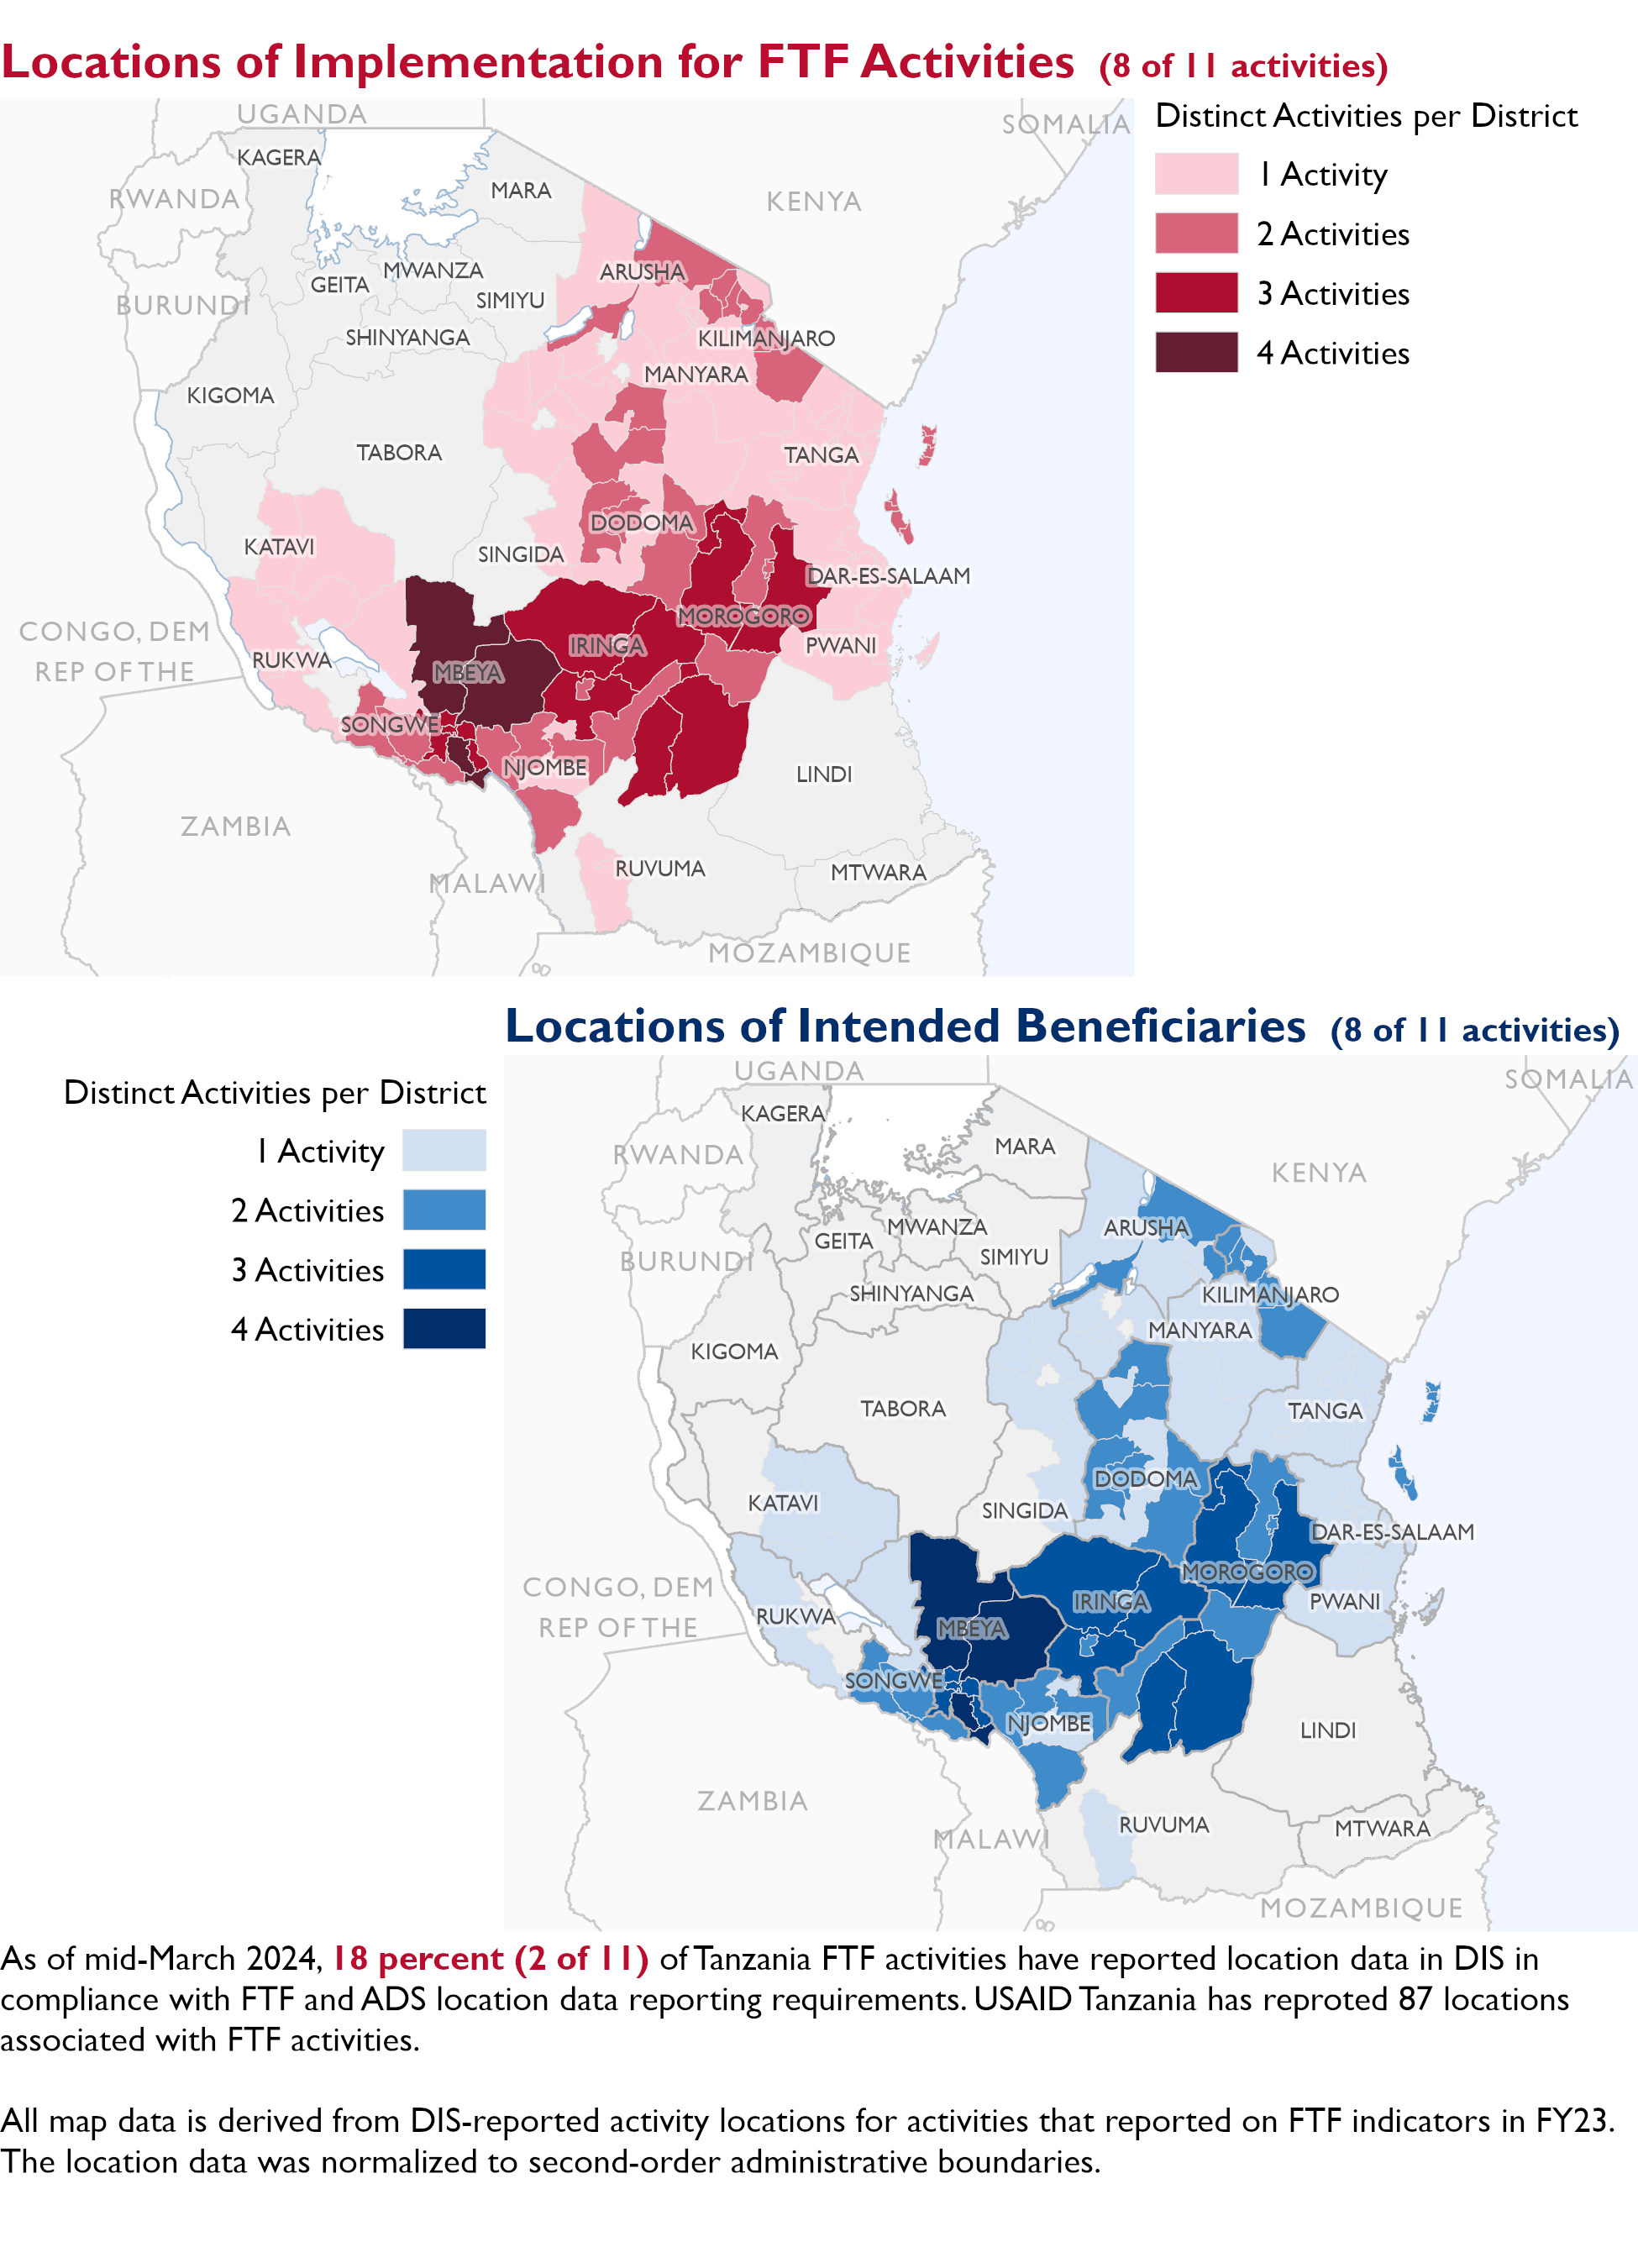 Locations of Implementation for FTF Activities (8 of 11 activities)
Distinct Activities per District
1 Activity
2 Activities
3 Activities
4 Activities
UGANDA
SOMALIA
KAGERA
MARA
RWANDA
KENYA
ARUSHA
MWANZA
GEITA
SIMIYU
BURUNDI
SHINYANGA
KILIMANJARO
MANYARA
KIGOMA
TABORA
TANGA
DODOMA
KATAVI
SINGIDA
DAR-ES-SALAAM
MOROGORO
CONGO, DEM
REP OF THE
IRINGA
PWANI
RUKWA
MBEYA
SONGWE
NJOMBE
LINDI
ZAMBIA
RUVUMA
MTWARA
MALAWI
MOZAMBIQUE
Locations of Intended Beneficiaries (8 of 11 activities)
Distinct Activities per District
1 Activity
2 Activities
3 Activities
4 Activities
UGANDA
SOMALIA
KAGERA
MARA
RWANDA
KENYA
ARUSHA
MWANZA
GEITA
SIMIYU
BURUNDI
SHINYANGA
KILIMANJARO
MANYARA
KIGOMA
TABORA
TANGA
DODOMA
KATAVI
SINGIDA
DAR-ES-SALAAM
MOROGORO
CONGO, DEM
REP OF THE
IRINGA
PWANI
RUKWA
MBEYA
SONGWE
NJOMBE
LINDI
ZAMBIA
RUVUMA
MTWARA
MALAWI
MOZAMBIQUE
As of mid-March 2024, 18 percent (2 of 11) of Tanzania FTF activities have reported location data in DIS in
compliance with FTF and ADS location data reporting requirements. USAID Tanzania has reproted 87 locations
associated with FTF activities.
All map data is derived from DIS-reported activity locations for activities that reported on FTF indicators in FY23.
The location data was normalized to second-order administrative boundaries.